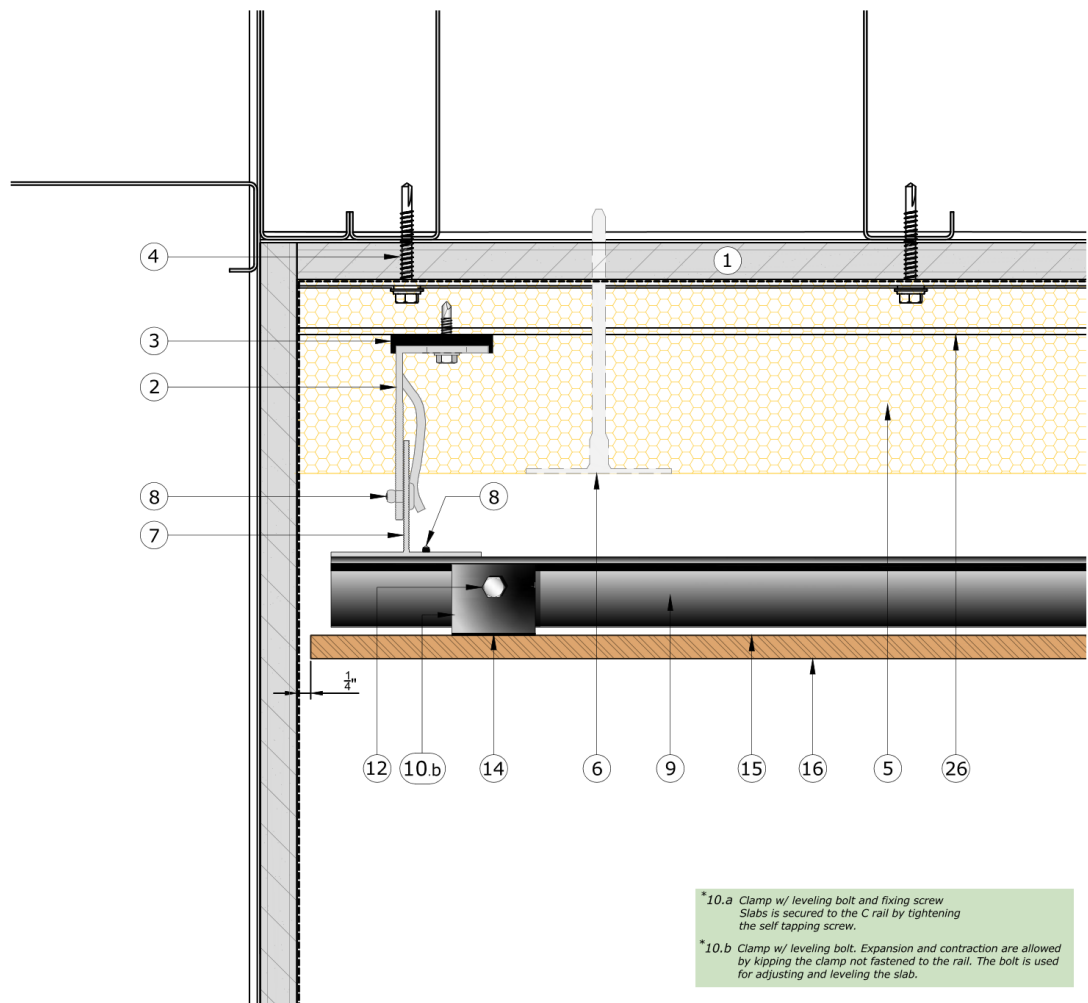 1
4
3
2
8
8
7
1/4"
12
10.b
14
6
9
15
16
5
26
*10.a Clamp w/ leveling bolt and fixing screw
Slabs is secured to the C rail by tightening
the self tapping screw.
*10.b Clamp w/ leveling bolt. Expansion and contraction are allowed
by kipping the clamp not fastened to the rail. The bolt is used
for adjusting and leveling the slab.